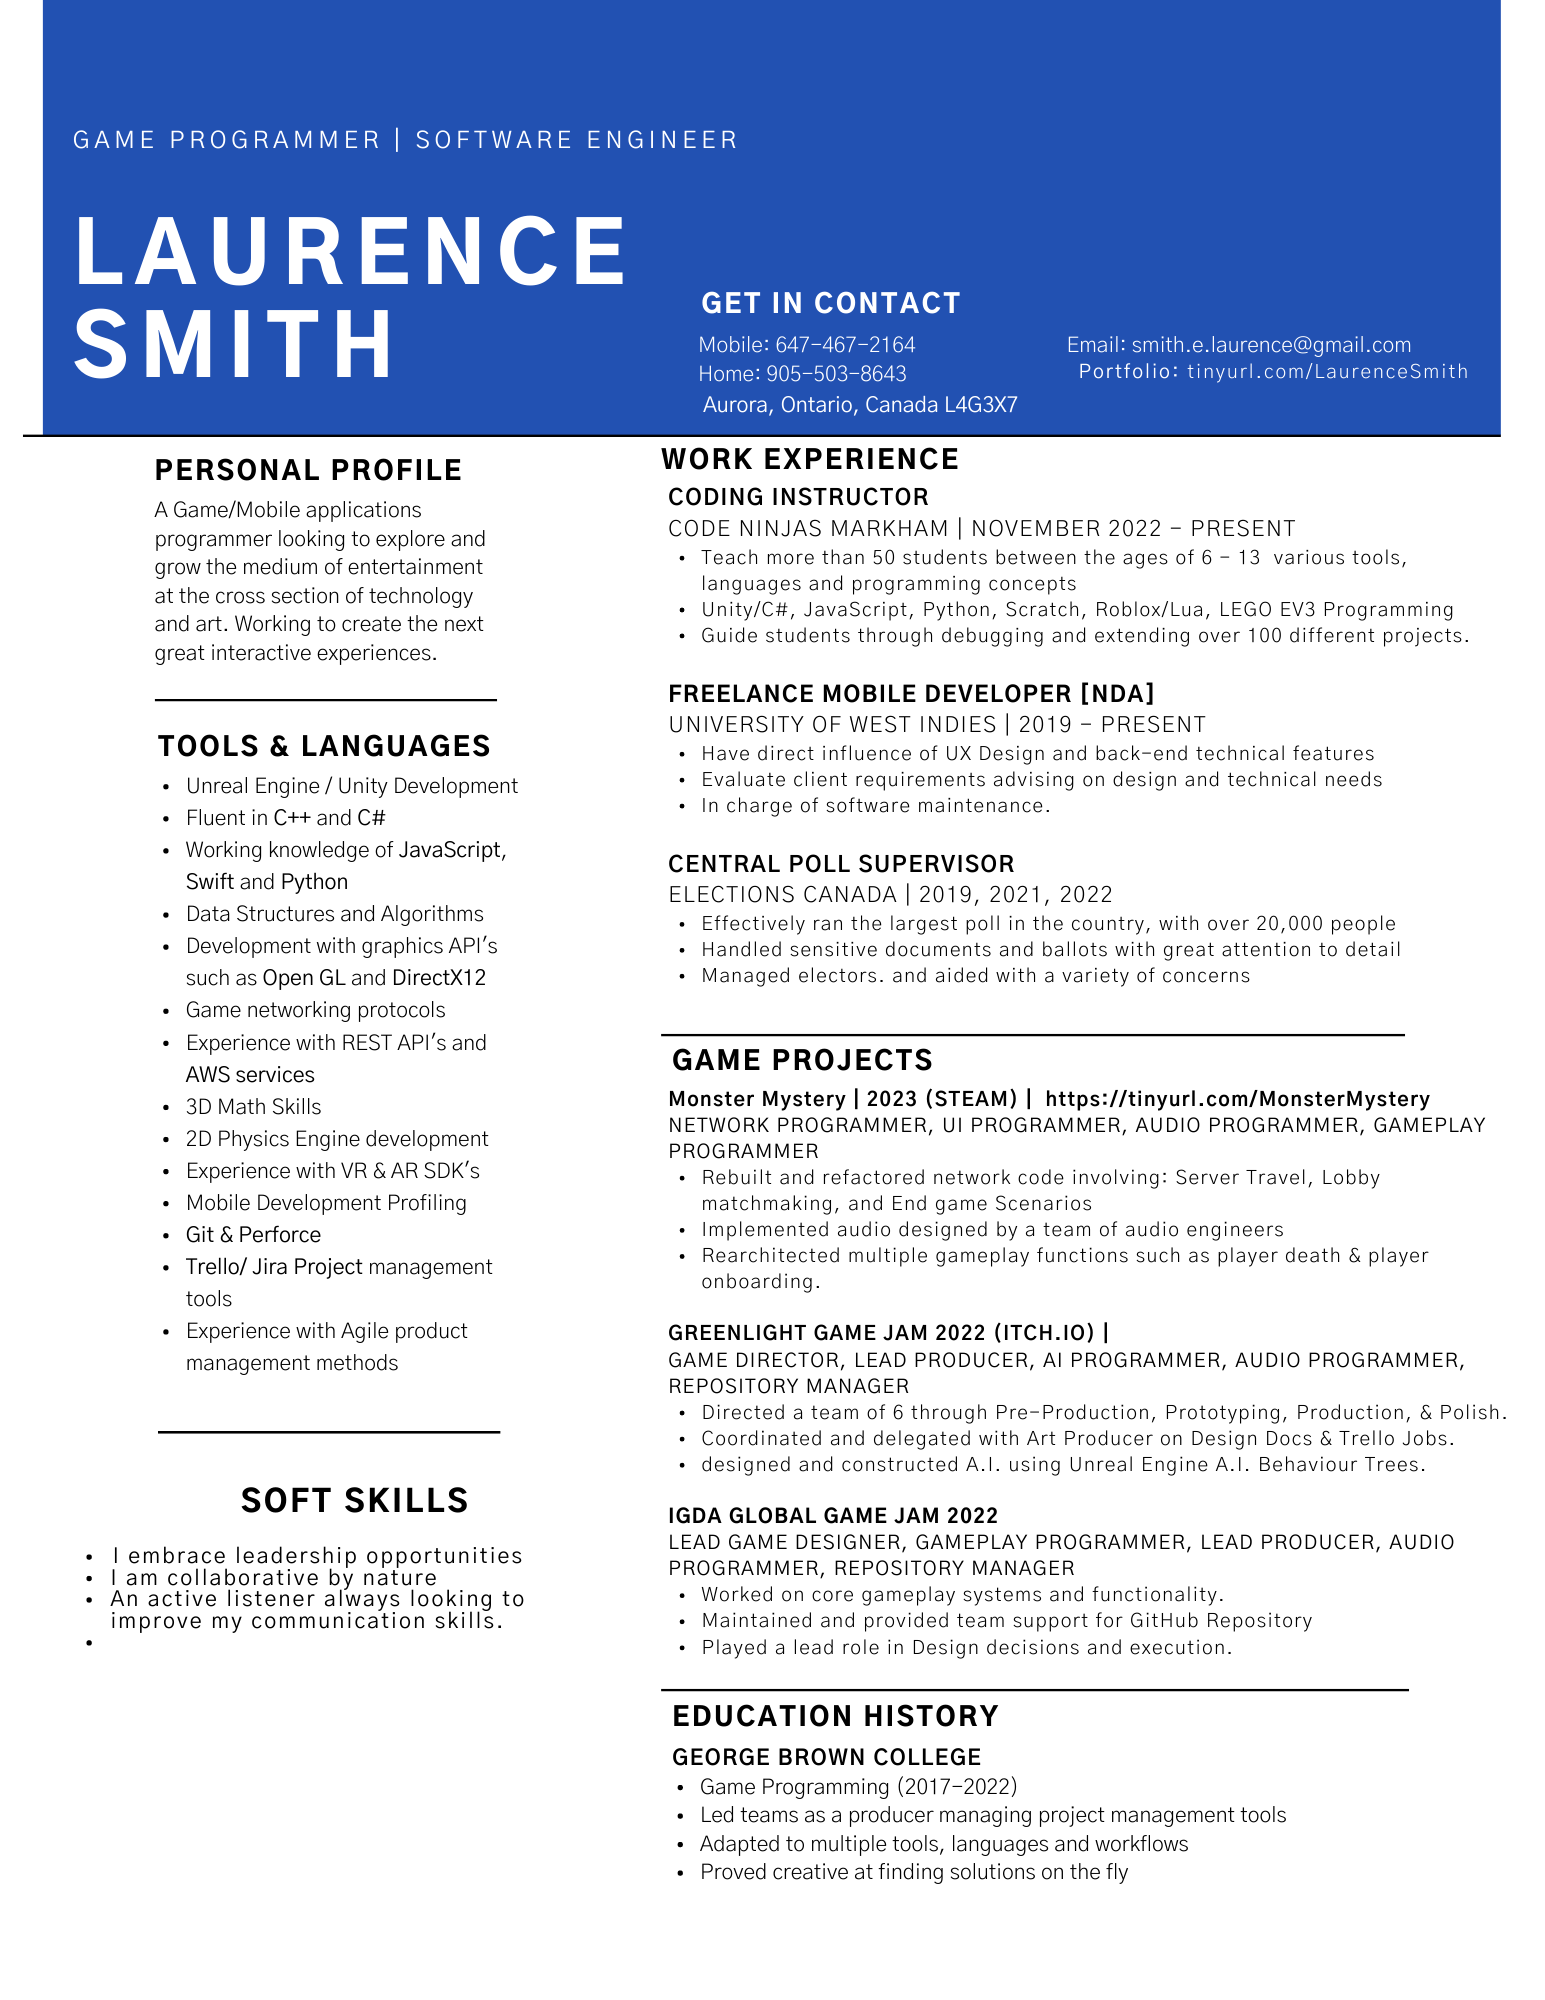 GAME PROGRAMMER | SOFTWARE ENGINEER
LAURENCE
SMITH
GET IN CONTACT
Mobile: 647-467-2164
Home: 905-503-8643
Aurora, Ontario, Canada L4G3X7
Email: smith.e.laurence@gmail.com
Portfolio: tinyurl.com/LaurenceSmith
PERSONAL PROFILE
A Game/Mobile applications
programmer looking to explore and
grow the medium of entertainment
at the cross section of technology
and art. Working to create the next
great interactive experiences.
TOOLS & LANGUAGES
• Unreal Engine / Unity Development
• Fluent in C++ and C#
• Working knowledge of JavaScript,
Swift and Python
• Data Structures and Algorithms
• Development with graphics API's
such as Open GL and DirectX12
• Game networking protocols
• Experience with REST API's and
AWS services
• 3D Math Skills
• 2D Physics Engine development
• Experience with VR & AR SDK's
• Mobile Development Profiling
• Git & Perforce
• Trello/ Jira Project management
tools
• Experience with Agile product
management methods
SOFT SKILLS
• I embrace leadership opportunities
• I am collaborative by nature
• An active listener always looking to
improve my communication skills.
•
WORK EXPERIENCE
CODING INSTRUCTOR
CODE NINJAS MARKHAM | NOVEMBER 2022 - PRESENT
• Teach more than 50 students between the ages of 6 - 13 various tools,
languages and programming concepts
• Unity/C#, JavaScript, Python, Scratch, Roblox/Lua, LEGO EV3 Programming
• Guide students through debugging and extending over 100 different projects.
FREELANCE MOBILE DEVELOPER [NDA]
UNIVERSITY OF WEST INDIES | 2019 - PRESENT
• Have direct influence of UX Design and back-end technical features
• Evaluate client requirements advising on design and technical needs
• In charge of software maintenance.
CENTRAL POLL SUPERVISOR
ELECTIONS CANADA | 2019, 2021, 2022
• Effectively ran the largest poll in the country, with over 20,000 people
• Handled sensitive documents and ballots with great attention to detail
• Managed electors. and aided with a variety of concerns
GAME PROJECTS
Monster Mystery | 2023 (STEAM) | https://tinyurl.com/MonsterMystery
NETWORK PROGRAMMER, UI PROGRAMMER, AUDIO PROGRAMMER, GAMEPLAY
PROGRAMMER
• Rebuilt and refactored network code involving: Server Travel, Lobby
matchmaking, and End game Scenarios
• Implemented audio designed by a team of audio engineers
• Rearchitected multiple gameplay functions such as player death & player
onboarding.
GREENLIGHT GAME JAM 2022 (ITCH.IO) |
GAME DIRECTOR, LEAD PRODUCER, AI PROGRAMMER, AUDIO PROGRAMMER,
REPOSITORY MANAGER
• Directed a team of 6 through Pre-Production, Prototyping, Production, & Polish.
• Coordinated and delegated with Art Producer on Design Docs & Trello Jobs.
• designed and constructed A.I. using Unreal Engine A.I. Behaviour Trees.
IGDA GLOBAL GAME JAM 2022
LEAD GAME DESIGNER, GAMEPLAY PROGRAMMER, LEAD PRODUCER, AUDIO
PROGRAMMER, REPOSITORY MANAGER
• Worked on core gameplay systems and functionality.
• Maintained and provided team support for GitHub Repository
• Played a lead role in Design decisions and execution.
EDUCATION HISTORY
GEORGE BROWN COLLEGE
• Game Programming (2017-2022)
• Led teams as a producer managing project management tools
• Adapted to multiple tools, languages and workflows
• Proved creative at finding solutions on the fly